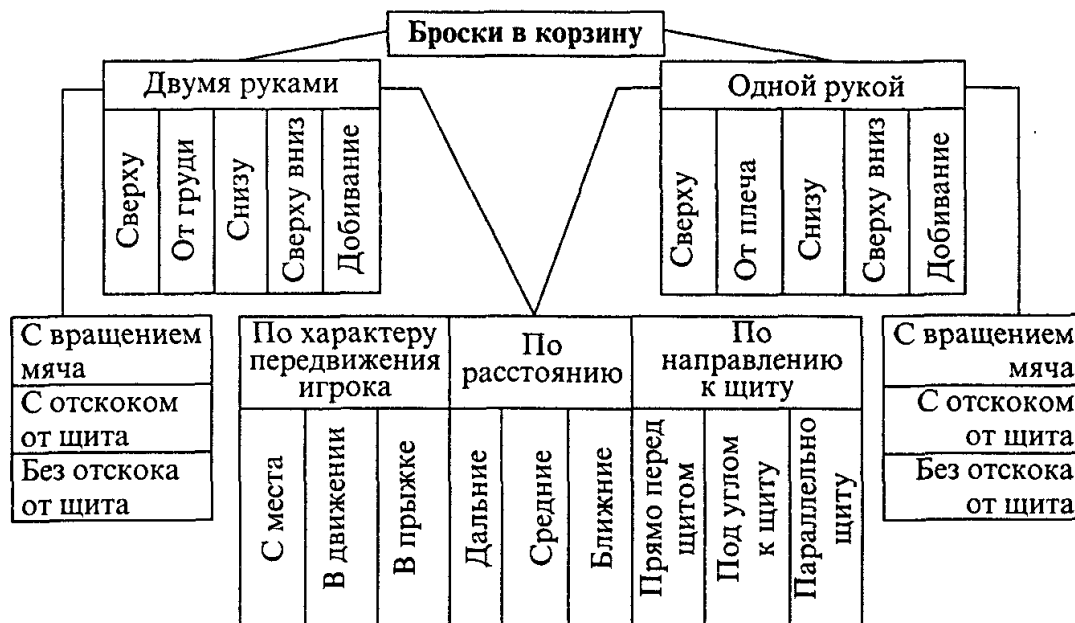 Броски в корзину
Двумя руками
Сверху
От груди
Снизу
Сверху вниз
Добивание
Одной рукой
Сверху
От плеча
Снизу
Сверху вниз
Добивание
С вращением
мяча
С отскоком
от щита
Без отскока
от щита
По характеру
передвижения
игрока
С места
В движении
В прыжке
По
расстоянию
Дальние
Средние
Ближние
По
направлению
к щиту
Прямо перед
щитом
Под углом
к щиту
Параллельно
щиту
С вращением
мяча
С отскоком
от щита
Без отскока
от щита